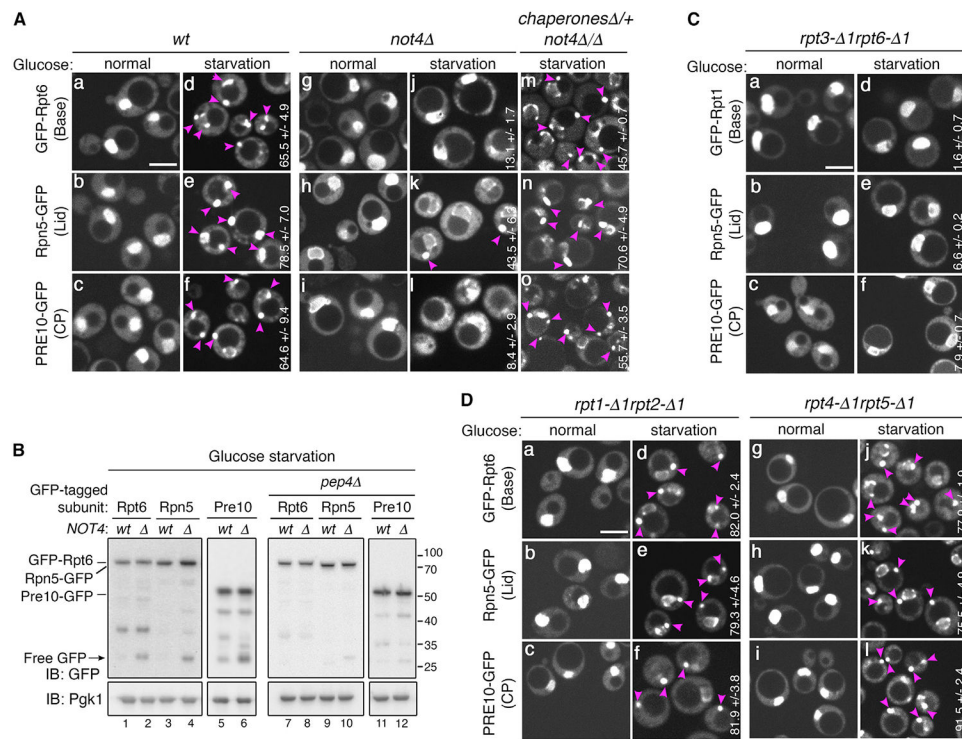 A
wt
not4Δ
chaperonesΔ/+
not4Δ/Δ
Glucose:
normal
starvation
normal
starvation
starvation
GFP-Rpt6
(Base)
a
d
65.5 +/- 4.9
g
j
13.1 +/- 1.7
m
45.7 +/- 0.7
Rpn5-GFP
(Lid)
b
e
78.5 +/- 7.0
h
k
43.5 +/- 6.3
n
70.6 +/- 4.9
PRE10-GFP
(CP)
c
f
64.6 +/- 9.4
i
l
8.4 +/- 2.9
o
55.7 +/- 3.5
B
Glucose starvation
pep4Δ
GFP-tagged
subunit:
Rpt6
Rpn5
Pre10
Rpt6
Rpn5
Pre10
NOT4:
wt Δ wt Δ wt Δ wt Δ wt Δ wt Δ
GFP-Rpt6
Rpn5-GFP
Pre10-GFP
Free GFP
IB: GFP
100
70
50
40
35
25
IB: Pgk1
1 2 3 4 5 6 7 8 9 10 11 12
C
rpt3-Δ1rpt6-Δ1
Glucose:
normal
starvation
GFP-Rpt1
(Base)
a
d
1.6 +/- 0.7
Rpn5-GFP
(Lid)
b
e
6.6 +/- 0.2
PRE10-GFP
(CP)
c
f
7.9 +/- 0.7
D
rpt1-Δ1rpt2-Δ1
rpt4-Δ1rpt5-Δ1
Glucose:
normal
starvation
normal
starvation
GFP-Rpt6
(Base)
a
d
82.0 +/- 2.4
g
j
Rpn5-GFP
(Lid)
b
e
79.3 +/-4.6
h
k
PRE10-GFP
(CP)
c
f
81.9 +/-3.8
i
l
91.5 +/- 2.4